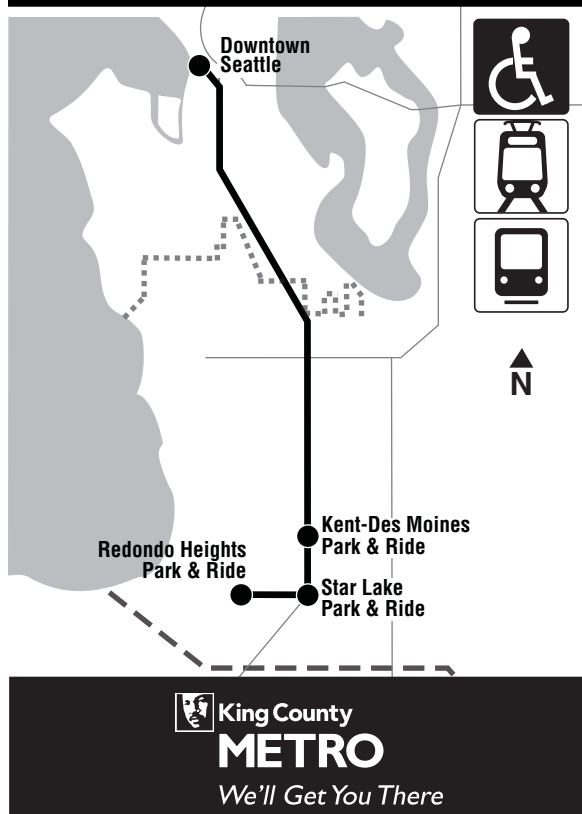 Downtown
Seattle
N
Kent-Des Moines
Park & Ride
Redondo Heights
Park & Ride
Star Lake
Park & Ride
King County
METRO
We'll Get You There